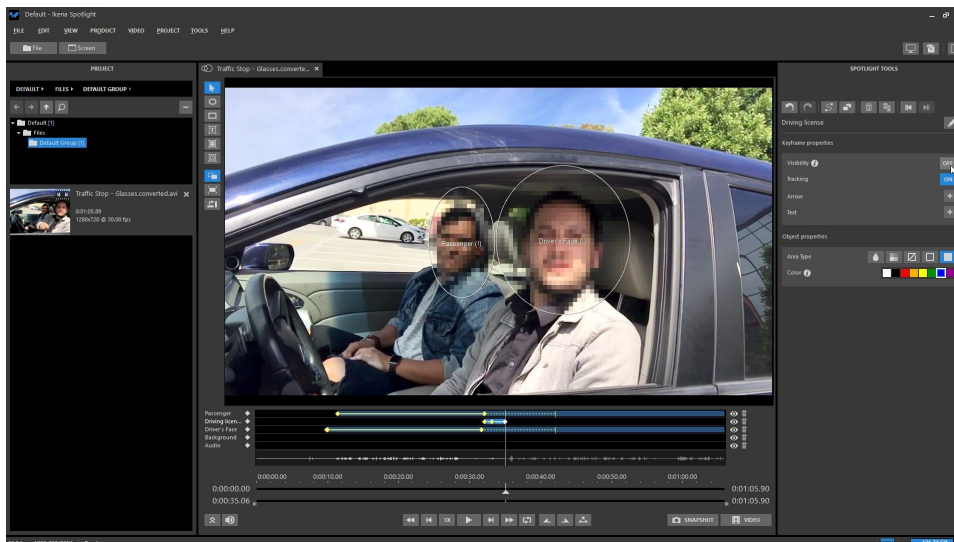 Default - Ikena Spotlight
FILE EDIT VIEW PRODUCT VIDEO PROJECT TOOLS HELP
File Screen
PROJECT
Traffic Stop - Glasses.converte... ×
SPOTLIGHT TOOLS
DEFAULT FILES DEFAULT GROUP
Default [1]
Files
Default Group [1]
Traffic Stop - Glasses.converted.avi
0:01:05.89
1280x720 @ 30.00 fps
Driving license
Keyframe properties
Visibility OFF
Tracking ON
Arrow +
Text +
Object properties
Area Type
Color
Passenger (I)
Driver's Face (I)
Passenger
Driving licen...
Driver's Face
Background
Audio
0:00:00.00 0:00:10.00 0:00:20.00 0:00:30.00 0:00:40.00 0:00:50.00 0:01:00.00
0:00:00.00 0:01:05.90
0:00:35.06 0:01:05.90
1X
SNAPSHOT VIDEO